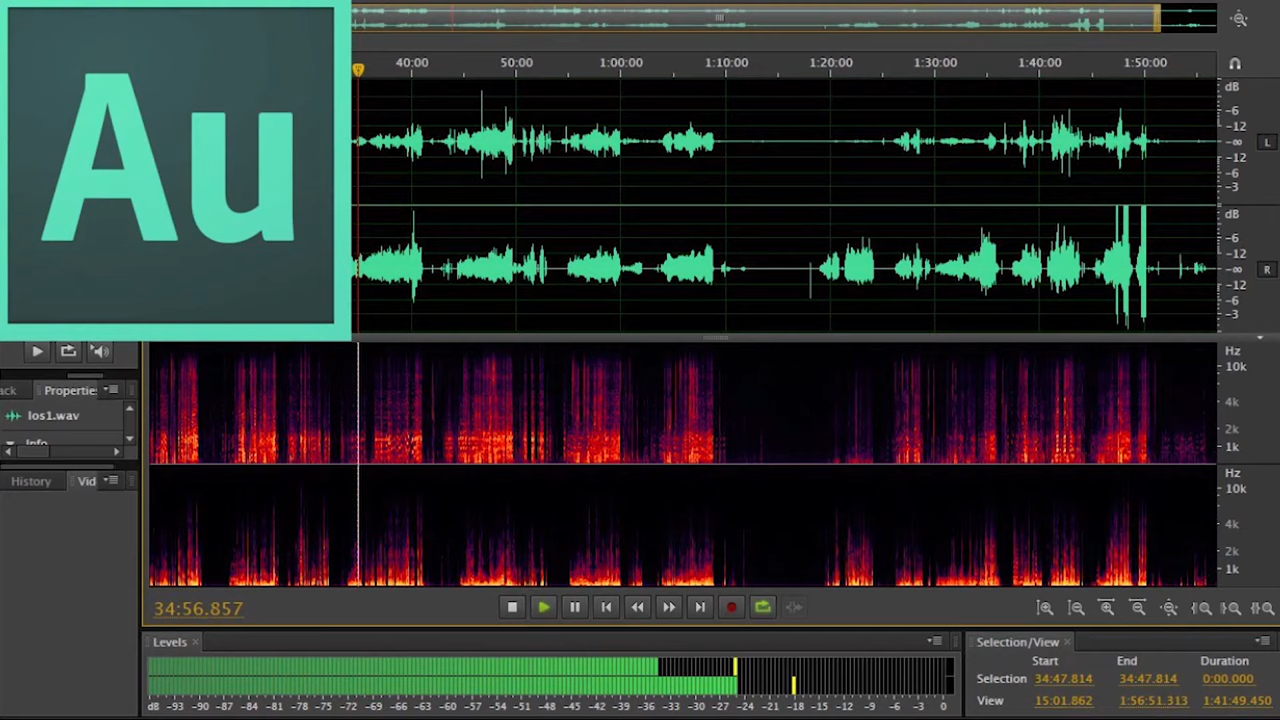 Au
40:00 50:00 1:00:00 1:10:00 1:20:00 1:30:00 1:40:00 1:50:00
dB
-6
-12
-∞
-12
-6
-3
L
dB
-6
-12
-∞
-12
-6
-3
R
Hz
10k
4k
2k
1k
Hz
10k
4k
2k
1k
ack Properties
los1.wav
Info
History Vid
34:56.857
Levels
dB -93 -90 -87 -84 -81 -78 -75 -72 -69 -66 -63 -60 -57 -54 -51 -48 -45 -42 -39 -36 -33 -30 -27 -24 -21 -18 -15 -12 -9 -6 -3 0
Selection/View
Start End Duration
Selection 34:47.814 34:47.814 0:00.000
View 15:01.862 1:56:51.313 1:41:49.450